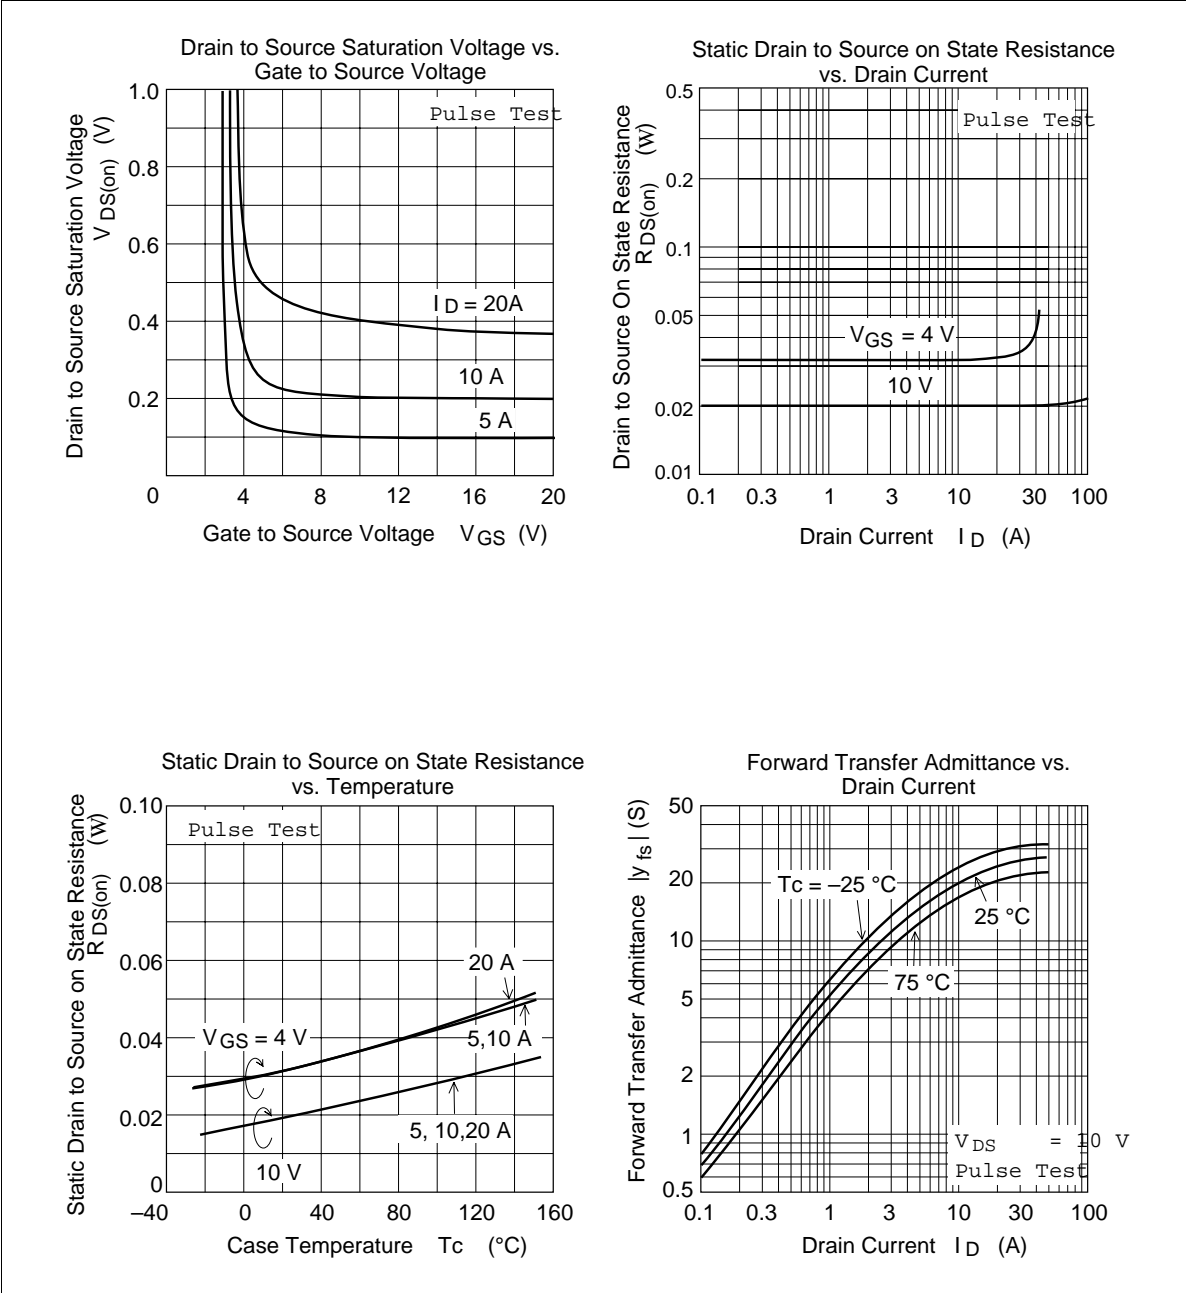 Drain to Source Saturation Voltage vs.
Gate to Source Voltage
Drain to Source Saturation Voltage
V DS(on) (V)
1.0
0.8
0.6
0.4
0.2
0
4
8
12
16
20
Pulse Test
I D = 20A
10 A
5 A
Gate to Source Voltage V GS (V)
Static Drain to Source on State Resistance
vs. Drain Current
Drain to Source On State Resistance
R DS(on) (W)
0.5
0.2
0.1
0.05
0.02
0.01
0.1
0.3
1
3
10
30
100
Pulse Test
V GS = 4 V
10 V
Drain Current I D (A)
Static Drain to Source on State Resistance
vs. Temperature
Static Drain to Source on State Resistance
R DS(on) (W)
0.10
0.08
0.06
0.04
0.02
0
–40
0
40
80
120
160
Pulse Test
20 A
V GS = 4 V
5,10 A
5, 10,20 A
10 V
Case Temperature Tc (°C)
Forward Transfer Admittance vs.
Drain Current
Forward Transfer Admittance |y fs | (S)
50
20
10
5
2
1
0.5
0.1
0.3
1
3
10
30
100
Tc = –25 °C
25 °C
75 °C
V DS = 10 V
Pulse Test
Drain Current I D (A)